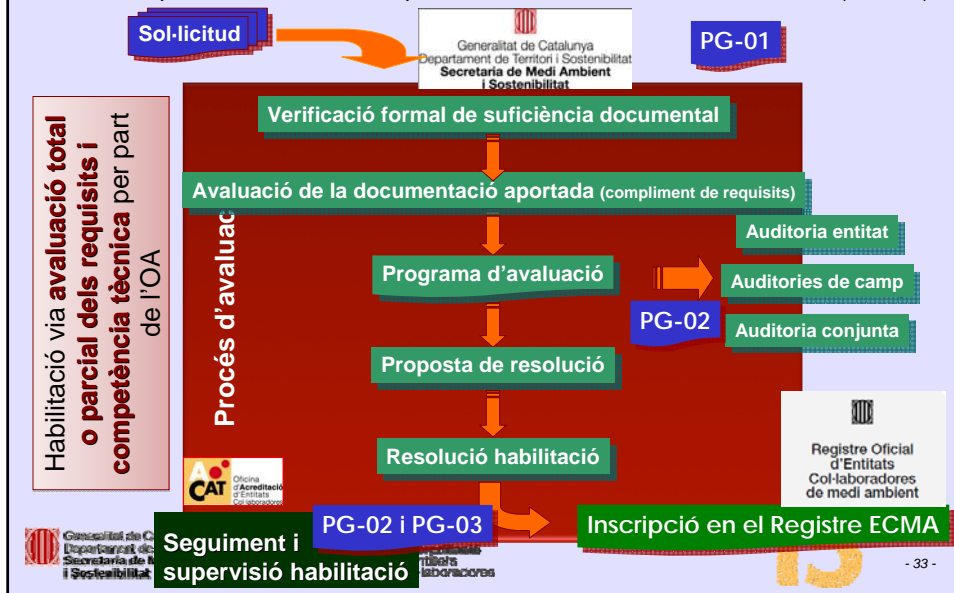 Sol·licitud
Generalitat de Catalunya
Departament de Territori i Sostenibilitat
Secretaria de Medi Ambient
i Sostenibilitat
PG-01
Habilitació via avaluació total
o parcial dels requisits i
competència tècnica per part
de l'OA
Procés d'avaluac
Verificació formal de suficiència documental
Avaluació de la documentació aportada (compliment de requisits)
Programa d'avaluació
PG-02
Auditoria entitat
Auditories de camp
Auditoria conjunta
Proposta de resolució
Resolució habilitació
Registre Oficial
d'Entitats
Col·laboradores
de medi ambient
CAT
Oficina
d'Acreditació
d'Entitats
Col·laboradores
PG-02 i PG-03
Inscripció en el Registre ECMA
Seguiment i
supervisió habilitació
i Sostenibilitat
- 33 -